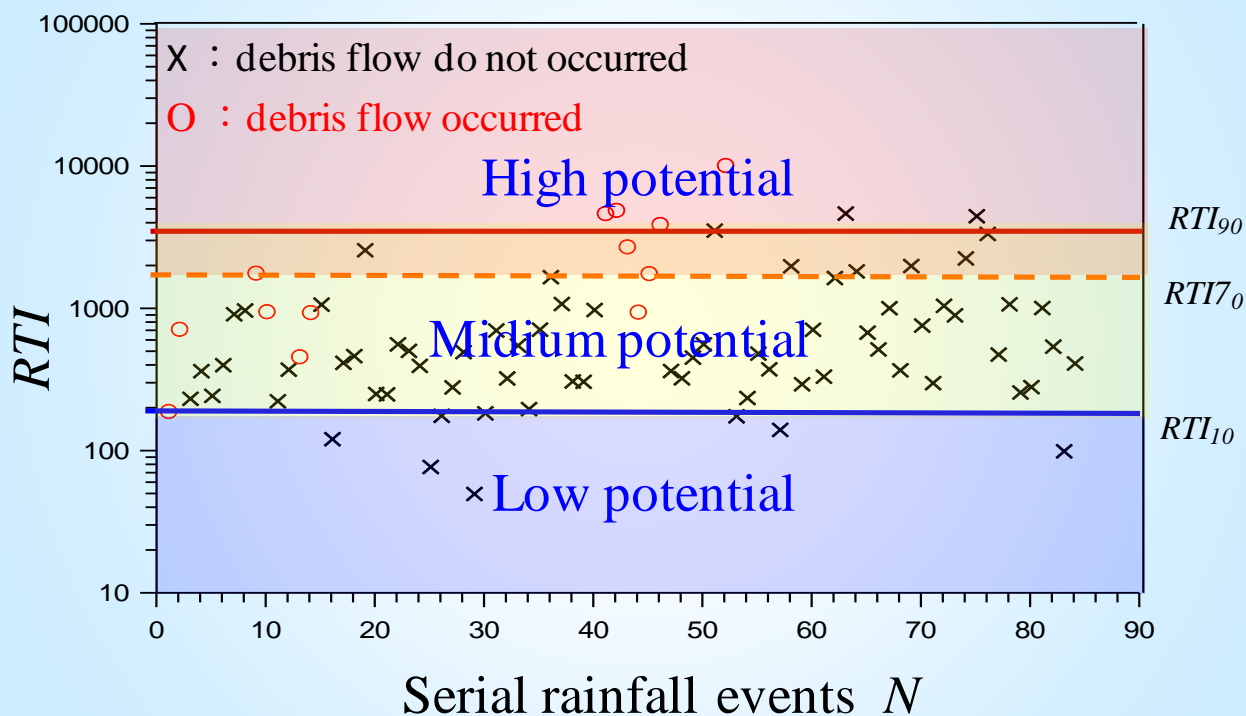 100000
X : debris flow do not occurred
O : debris flow occurred
High potential
10000
RTI90
RTI70
1000
Midium potential
RTI
RTI10
100
Low potential
10
0 10 20 30 40 50 60 70 80 90
Serial rainfall events N